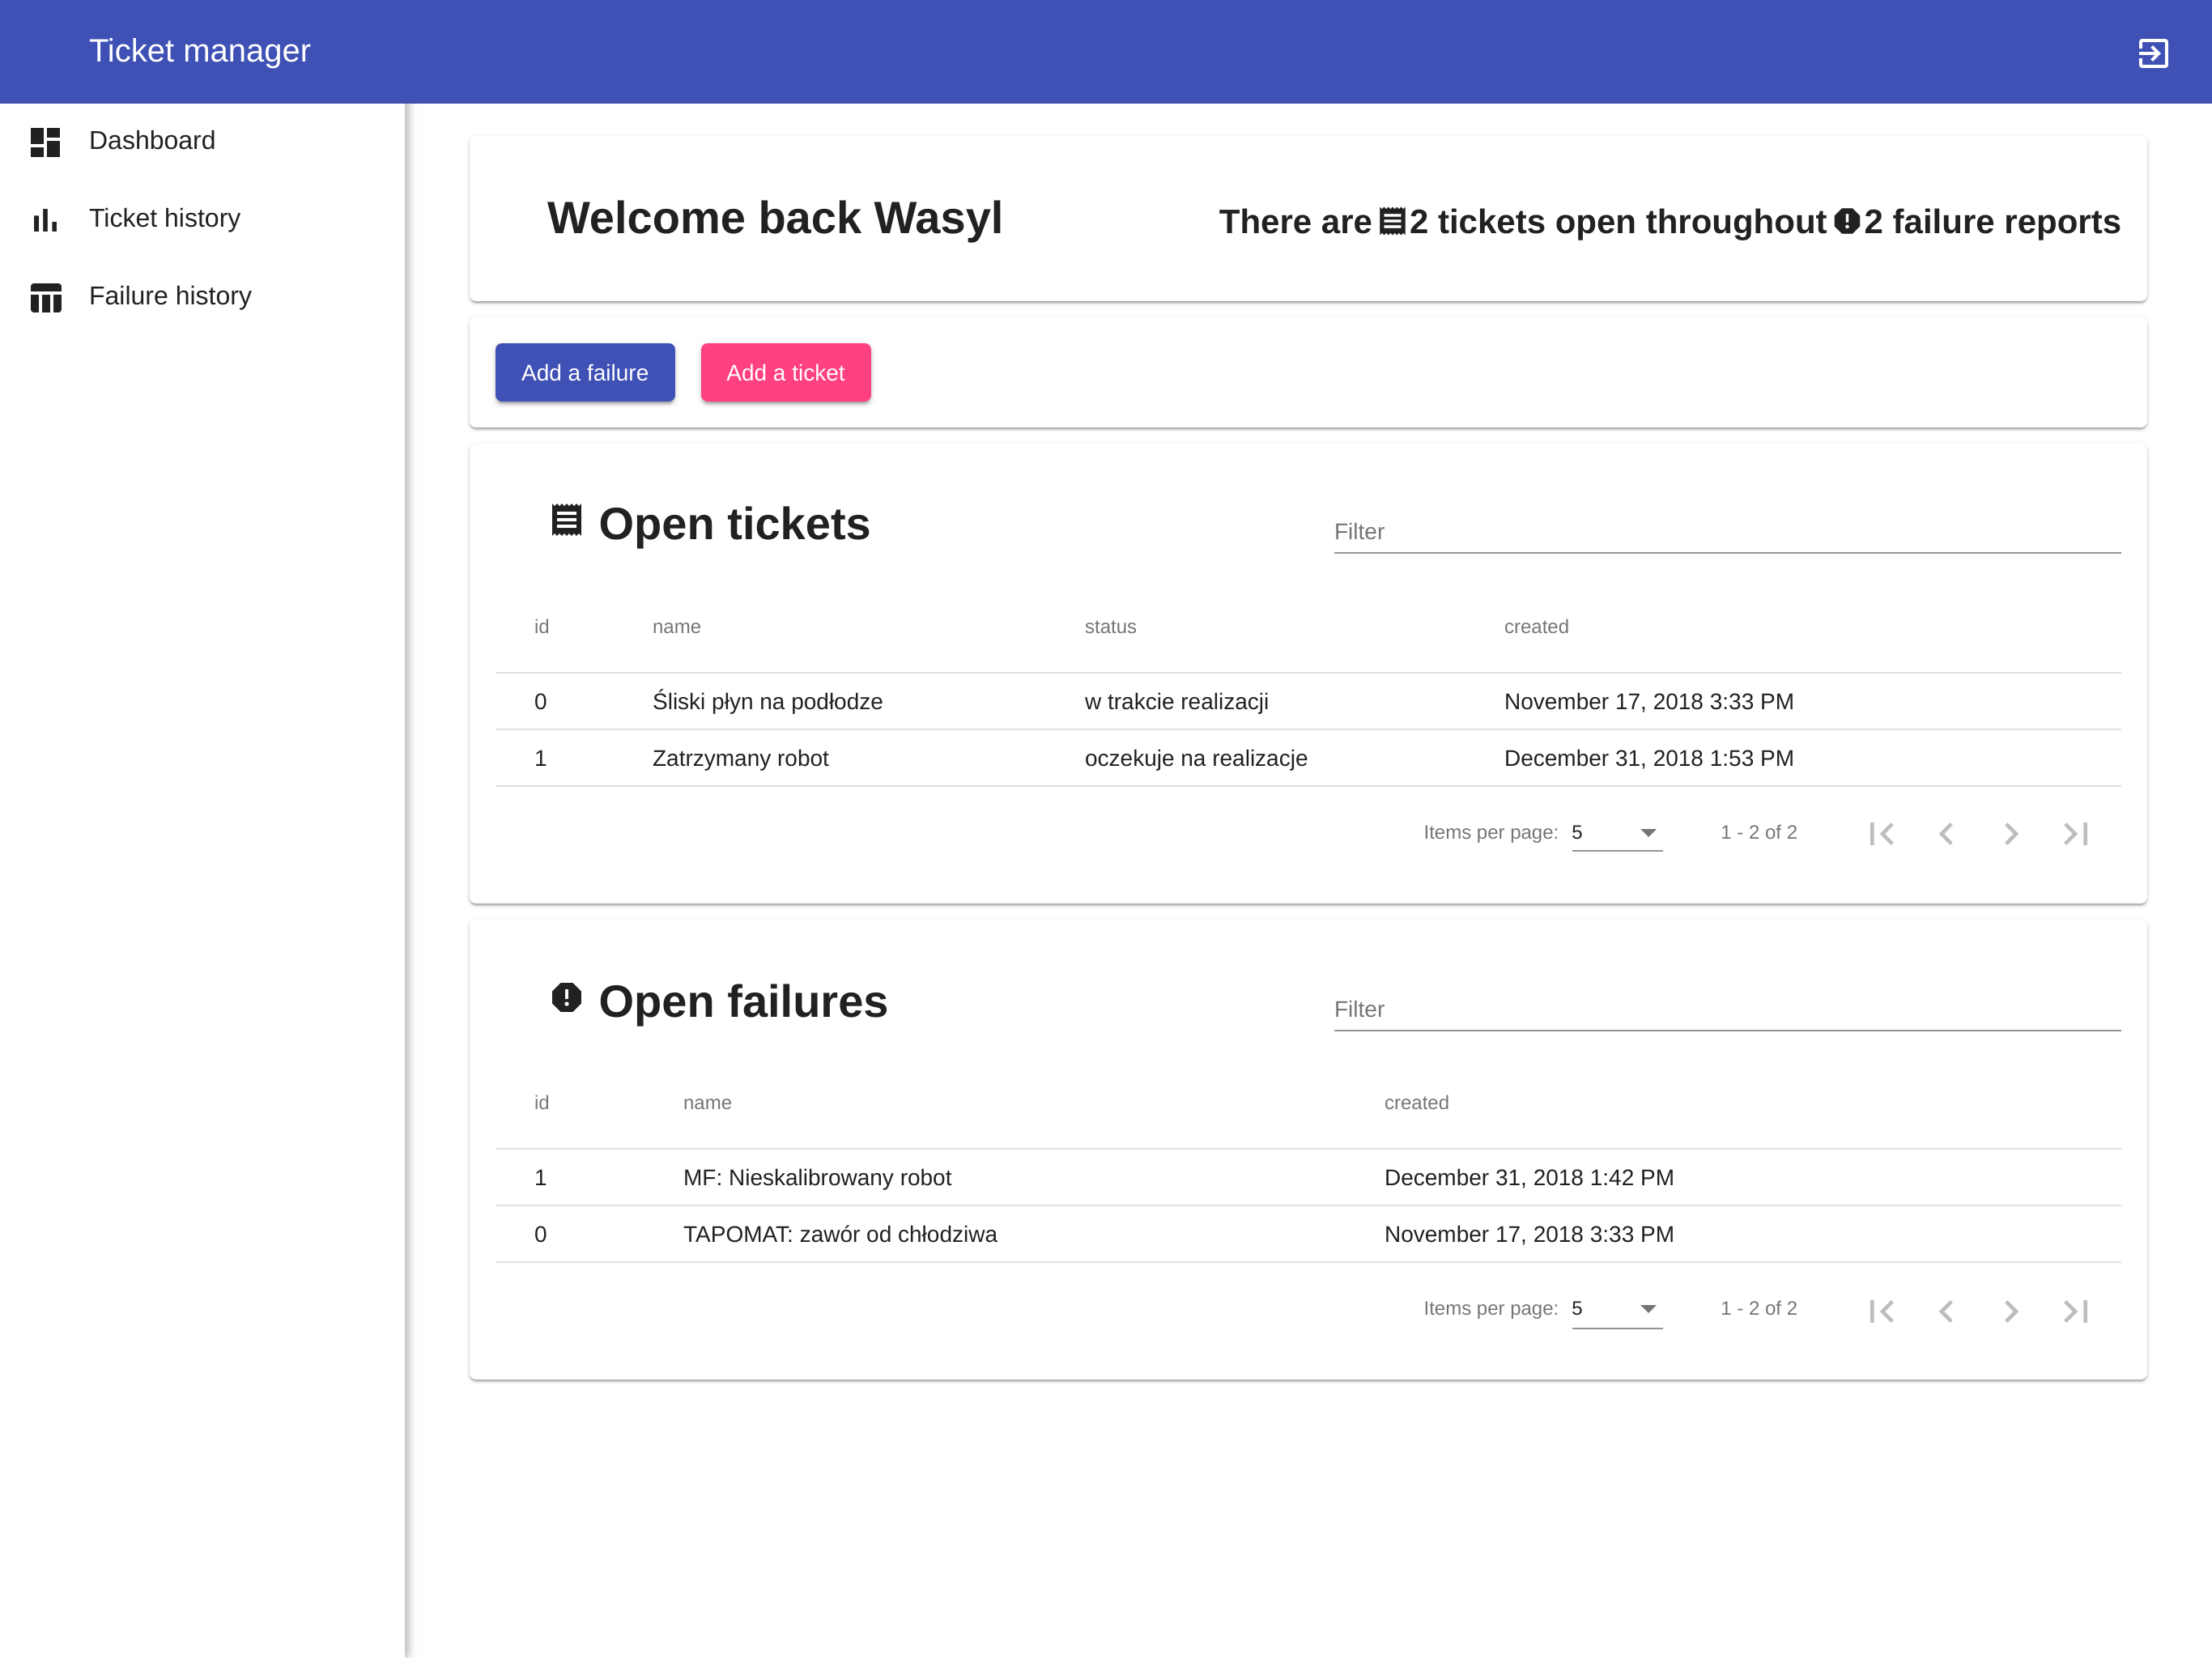 Ticket manager
Dashboard
Ticket history
Failure history
Welcome back Wasyl
There are 2 tickets open throughout 2 failure reports
Add a failure Add a ticket
Open tickets
Filter
id name status created
0 Śliski płyn na podłodze w trakcie realizacji November 17, 2018 3:33 PM
1 Zatrzymany robot oczekuje na realizacje December 31, 2018 1:53 PM
Items per page: 5 1 - 2 of 2
Open failures
Filter
id name created
1 MF: Nieskalibrowany robot December 31, 2018 1:42 PM
0 TAPOMAT: zawór od chłodziwa November 17, 2018 3:33 PM
Items per page: 5 1 - 2 of 2